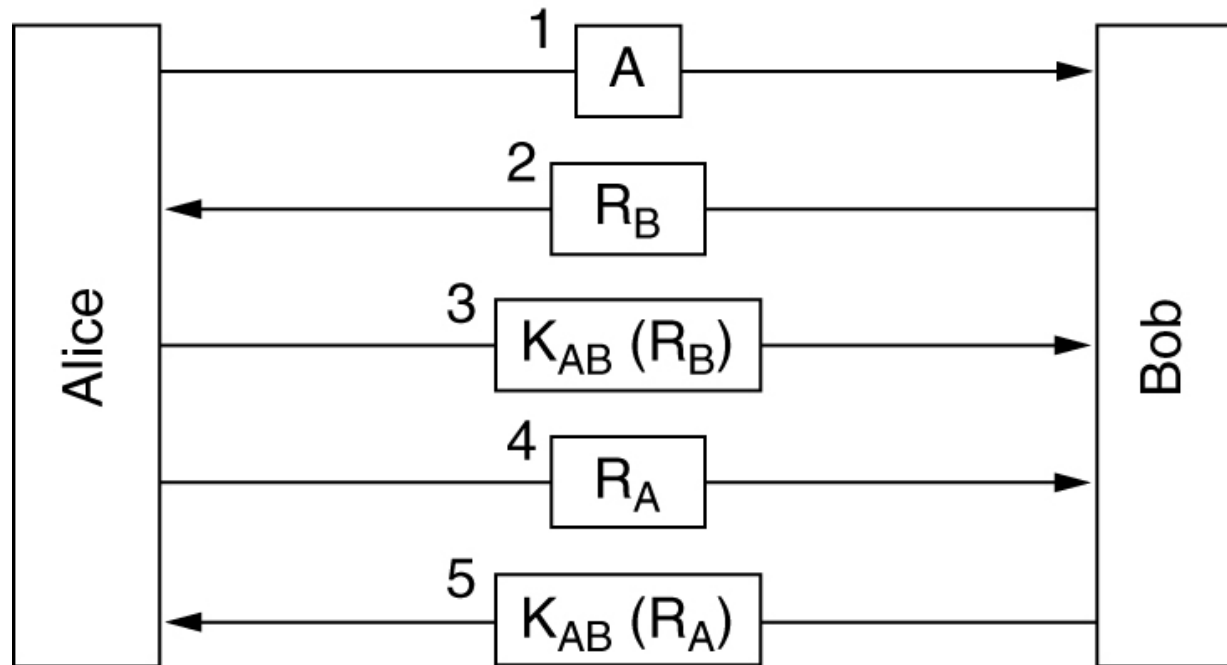 Alice
1
A
2
R_B
3
K_AB (R_B)
4
R_A
5
K_AB (R_A)
Bob